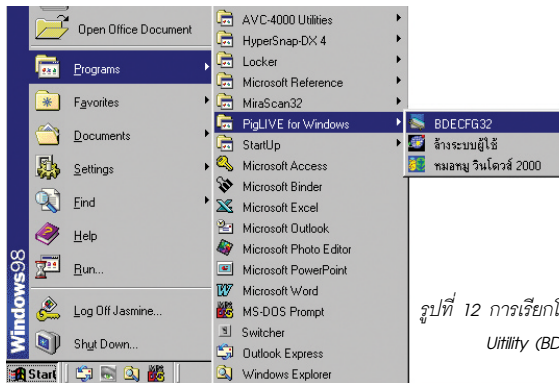 Open Office Document
Programs
Favorites
Documents
Settings
Find
Help
Run...
Log Off Jasmine...
Shut Down...
Windows98
Start
AVC-4000 Utilities
HyperSnap-DX 4
Locker
Microsoft Reference
MiraScan32
PigLIVE for Windows
StartUp
Microsoft Access
Microsoft Binder
Microsoft Excel
Microsoft Outlook
Microsoft Photo Editor
Microsoft PowerPoint
Microsoft Word
MS-DOS Prompt
Switcher
Outlook Express
Windows Explorer
BDECFG32
ล้างระบบผู้ใช้
หมอหมู วินโดวส์ 2000
รูปที่ 12 การเรียกโ
Uitility (BD